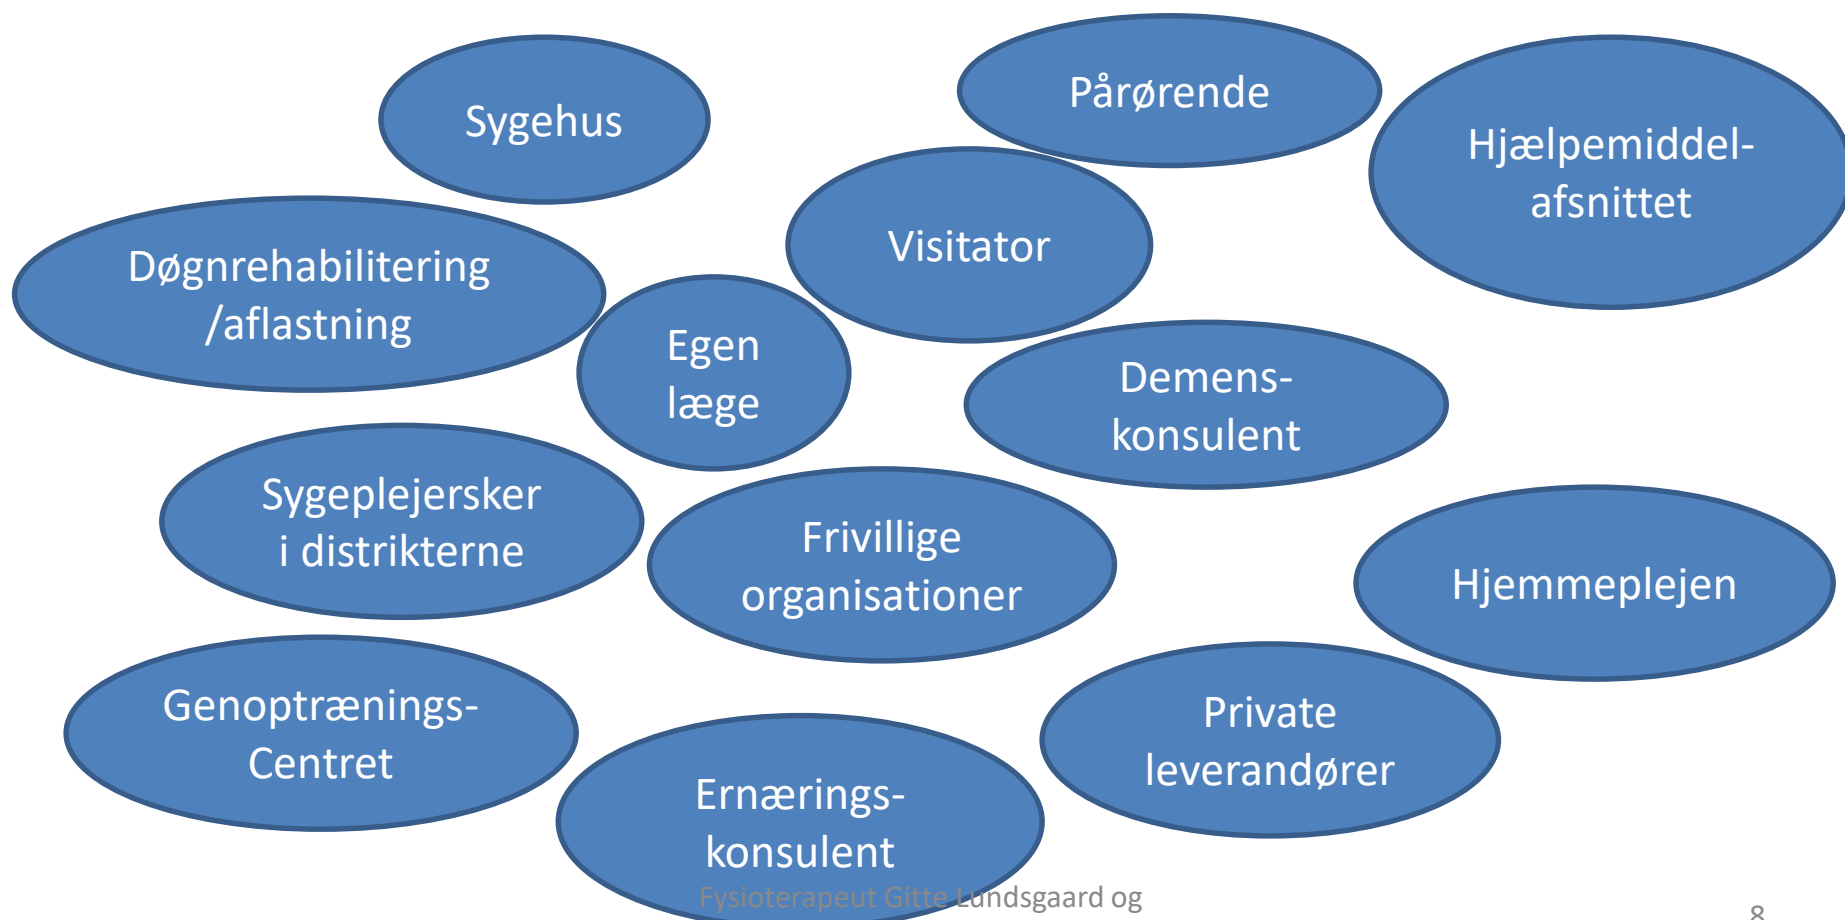 Sygehus
Pårørende
Hjælpemiddel-
afsnittet
Visitator
Døgnrehabilitering
/aflastning
Egen
læge
Demens-
konsulent
Sygeplejersker
i distrikterne
Frivillige
organisationer
Hjemmeplejen
Genoptrænings-
Centret
Private
leverandører
Ernærings-
konsulent
Fysioterapeut Gitte Lundsgaard og
8